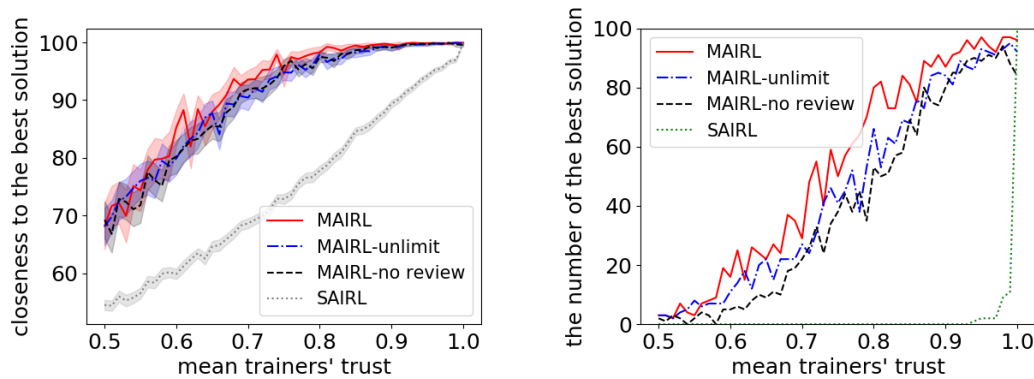 closeness to the best solution
100
90
80
70
60
0.5 0.6 0.7 0.8 0.9 1.0
mean trainers' trust
MAIRL
MAIRL-unlimit
MAIRL-no review
SAIRL
the number of the best solution
100
80
60
40
20
0
0.5 0.6 0.7 0.8 0.9 1.0
mean trainers' trust
MAIRL
MAIRL-unlimit
MAIRL-no review
SAIRL